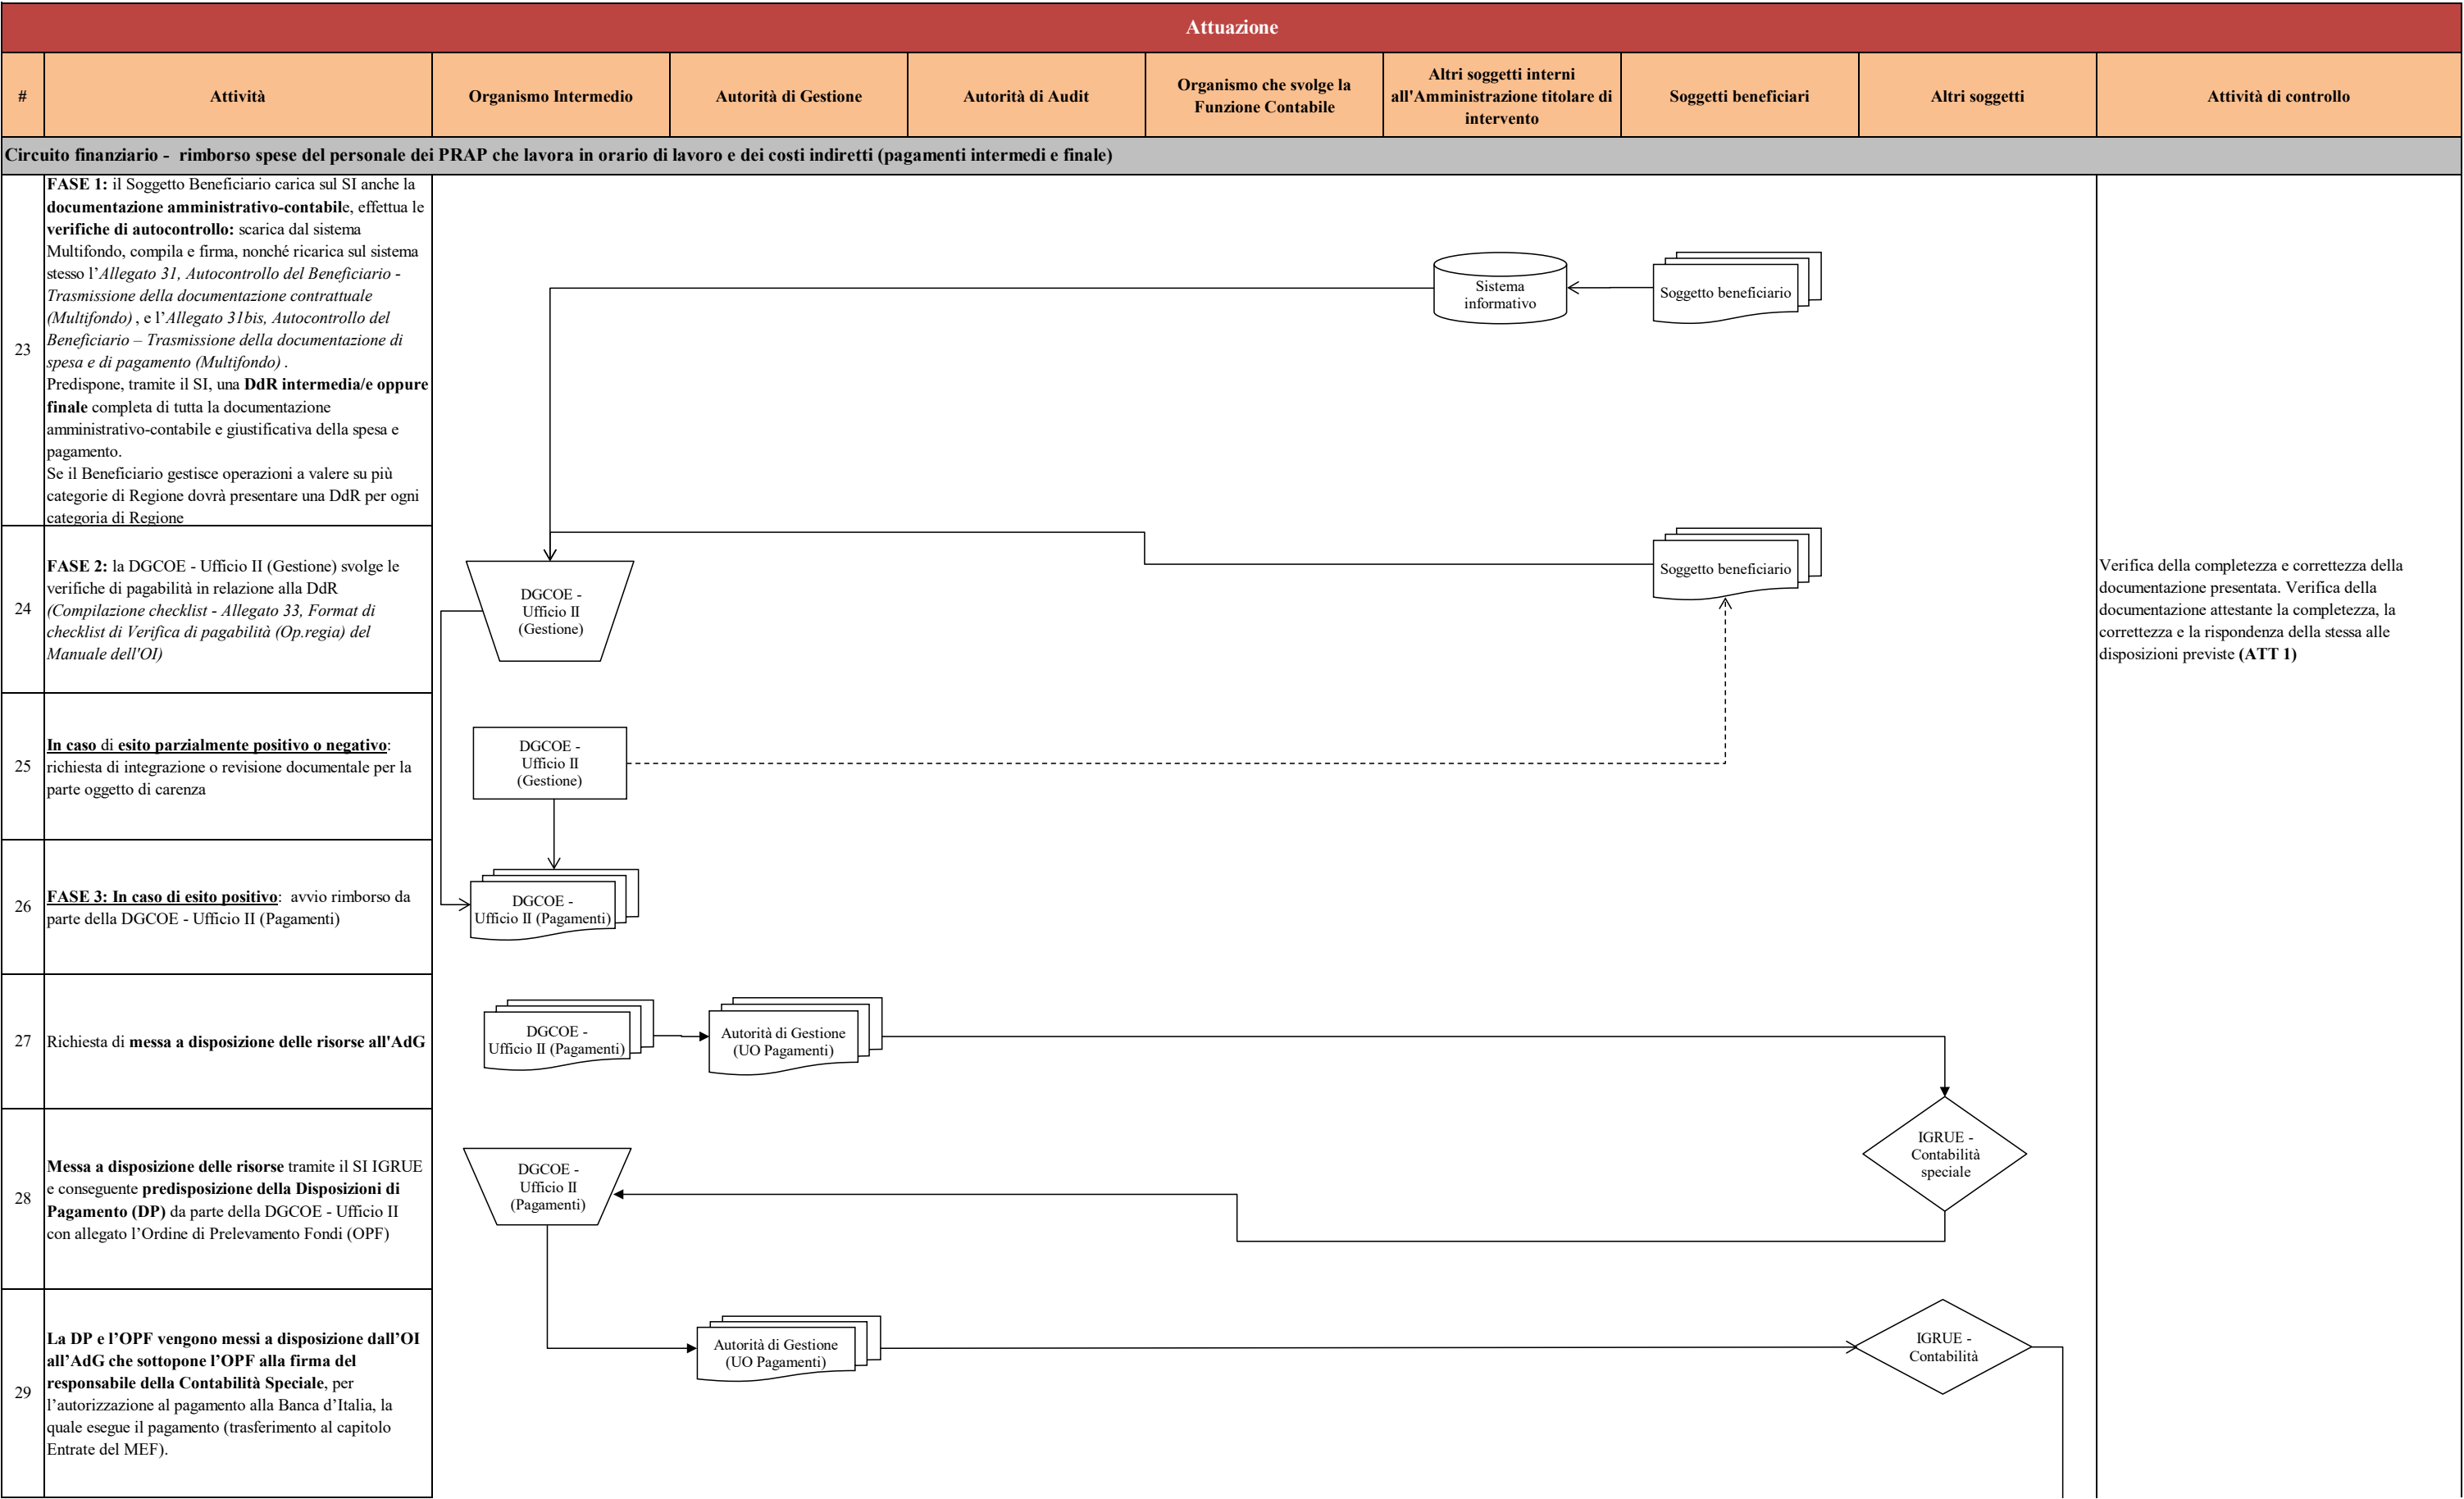 Attuazione
#
Attività
Organismo Intermedio
Autorità di Gestione
Autorità di Audit
Organismo che svolge la
Funzione Contabile
Altri soggetti interni
all'Amministrazione titolare di
intervento
Soggetti beneficiari
Altri soggetti
Attività di controllo
Circuito finanziario - rimborso spese del personale dei PRAP che lavora in orario di lavoro e dei costi indiretti (pagamenti intermedi e finale)
23
FASE 1: il Soggetto Beneficiario carica sul SI anche la
documentazione amministrativo-contabile, effettua le
verifiche di autocontrollo: scarica dal sistema
Multifondo, compila e firma, nonché ricarica sul sistema
stesso l’Allegato 31, Autocontrollo del Beneficiario -
Trasmissione della documentazione contrattuale
(Multifondo) , e l’Allegato 31bis, Autocontrollo del
Beneficiario – Trasmissione della documentazione di
spesa e di pagamento (Multifondo) .
Predispone, tramite il SI, una DdR intermedia/e oppure
finale completa di tutta la documentazione
amministrativo-contabile e giustificativa della spesa e
pagamento.
Se il Beneficiario gestisce operazioni a valere su più
categorie di Regione dovrà presentare una DdR per ogni
categoria di Regione
Sistema
informativo
Soggetto beneficiario
24
FASE 2: la DGCOE - Ufficio II (Gestione) svolge le
verifiche di pagabilità in relazione alla DdR
(Compilazione checklist - Allegato 33, Format di
checklist di Verifica di pagabilità (Op.regia) del
Manuale dell'OI)
DGCOE -
Ufficio II
(Gestione)
Soggetto beneficiario
Verifica della completezza e correttezza della
documentazione presentata. Verifica della
documentazione attestante la completezza, la
correttezza e la rispondenza della stessa alle
disposizioni previste (ATT 1)
25
In caso di esito parzialmente positivo o negativo:
richiesta di integrazione o revisione documentale per la
parte oggetto di carenza
DGCOE -
Ufficio II
(Gestione)
26
FASE 3: In caso di esito positivo: avvio rimborso da
parte della DGCOE - Ufficio II (Pagamenti)
DGCOE -
Ufficio II (Pagamenti)
27
Richiesta di messa a disposizione delle risorse all'AdG
DGCOE -
Ufficio II (Pagamenti)
Autorità di Gestione
(UO Pagamenti)
28
Messa a disposizione delle risorse tramite il SI IGRUE
e conseguente predisposizione della Disposizioni di
Pagamento (DP) da parte della DGCOE - Ufficio II
con allegato l’Ordine di Prelevamento Fondi (OPF)
DGCOE -
Ufficio II
(Pagamenti)
IGRUE -
Contabilità
speciale
29
La DP e l’OPF vengono messi a disposizione dall’OI
all’AdG che sottopone l’OPF alla firma del
responsabile della Contabilità Speciale, per
l’autorizzazione al pagamento alla Banca d’Italia, la
quale esegue il pagamento (trasferimento al capitolo
Entrate del MEF).
Autorità di Gestione
(UO Pagamenti)
IGRUE -
Contabilità